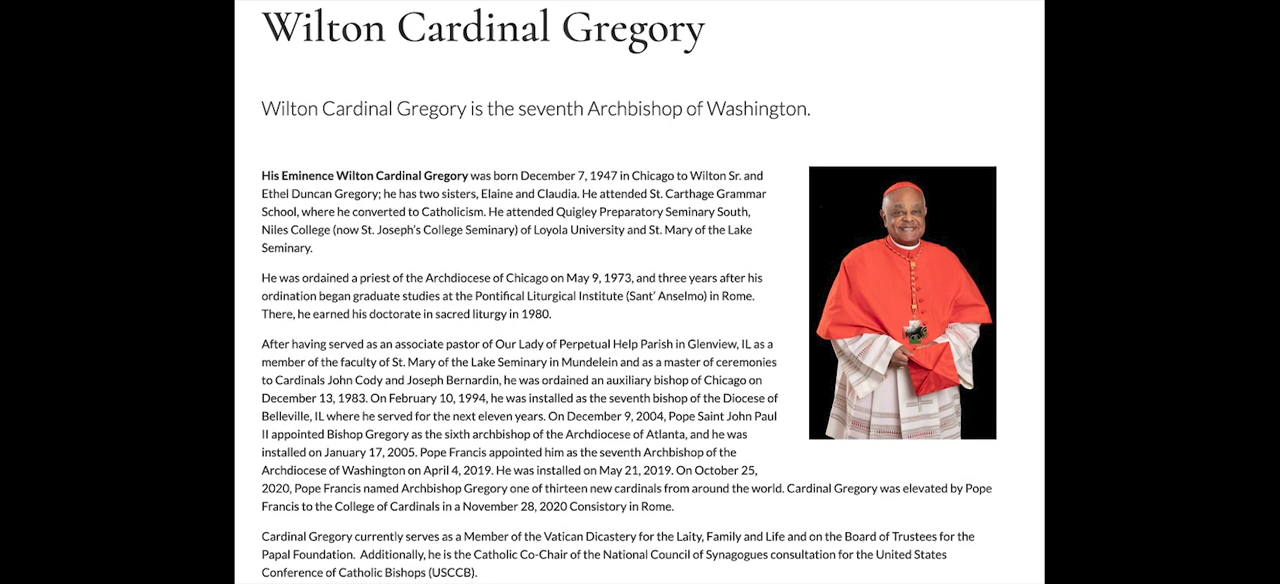 Wilton Cardinal Gregory
Wilton Cardinal Gregory is the seventh Archbishop of Washington.
His Eminence Wilton Cardinal Gregory was born December 7, 1947 in Chicago to Wilton Sr. and
Ethel Duncan Gregory; he has two sisters, Elaine and Claudia. He attended St. Carthage Grammar
School, where he converted to Catholicism. He attended Quigley Preparatory Seminary South,
Niles College (now St. Joseph's College Seminary) of Loyola University and St. Mary of the Lake
Seminary.
He was ordained a priest of the Archdiocese of Chicago on May 9, 1973, and three years after his
ordination began graduate studies at the Pontifical Liturgical Institute (Sant' Anselmo) in Rome.
There, he earned his doctorate in sacred liturgy in 1980.
After having served as an associate pastor of Our Lady of Perpetual Help Parish in Glenview, IL as a
member of the faculty of St. Mary of the Lake Seminary in Mundelein and as a master of ceremonies
to Cardinals John Cody and Joseph Bernardin, he was ordained an auxiliary bishop of Chicago on
December 13, 1983. On February 10, 1994, he was installed as the seventh bishop of the Diocese of
Belleville, IL where he served for the next eleven years. On December 9, 2004, Pope Saint John Paul
II appointed Bishop Gregory as the sixth archbishop of the Archdiocese of Atlanta, and he was
installed on January 17, 2005. Pope Francis appointed him as the seventh Archbishop of the
Archdiocese of Washington on April 4, 2019. He was installed on May 21, 2019. On October 25,
2020, Pope Francis named Archbishop Gregory one of thirteen new cardinals from around the world. Cardinal Gregory was elevated by Pope
Francis to the College of Cardinals in a November 28, 2020 Consistory in Rome.
Cardinal Gregory currently serves as a Member of the Vatican Dicastery for the Laity, Family and Life and on the Board of Trustees for the
Papal Foundation. Additionally, he is the Catholic Co-Chair of the National Council of Synagogues consultation for the United States
Conference of Catholic Bishops (USCCB).